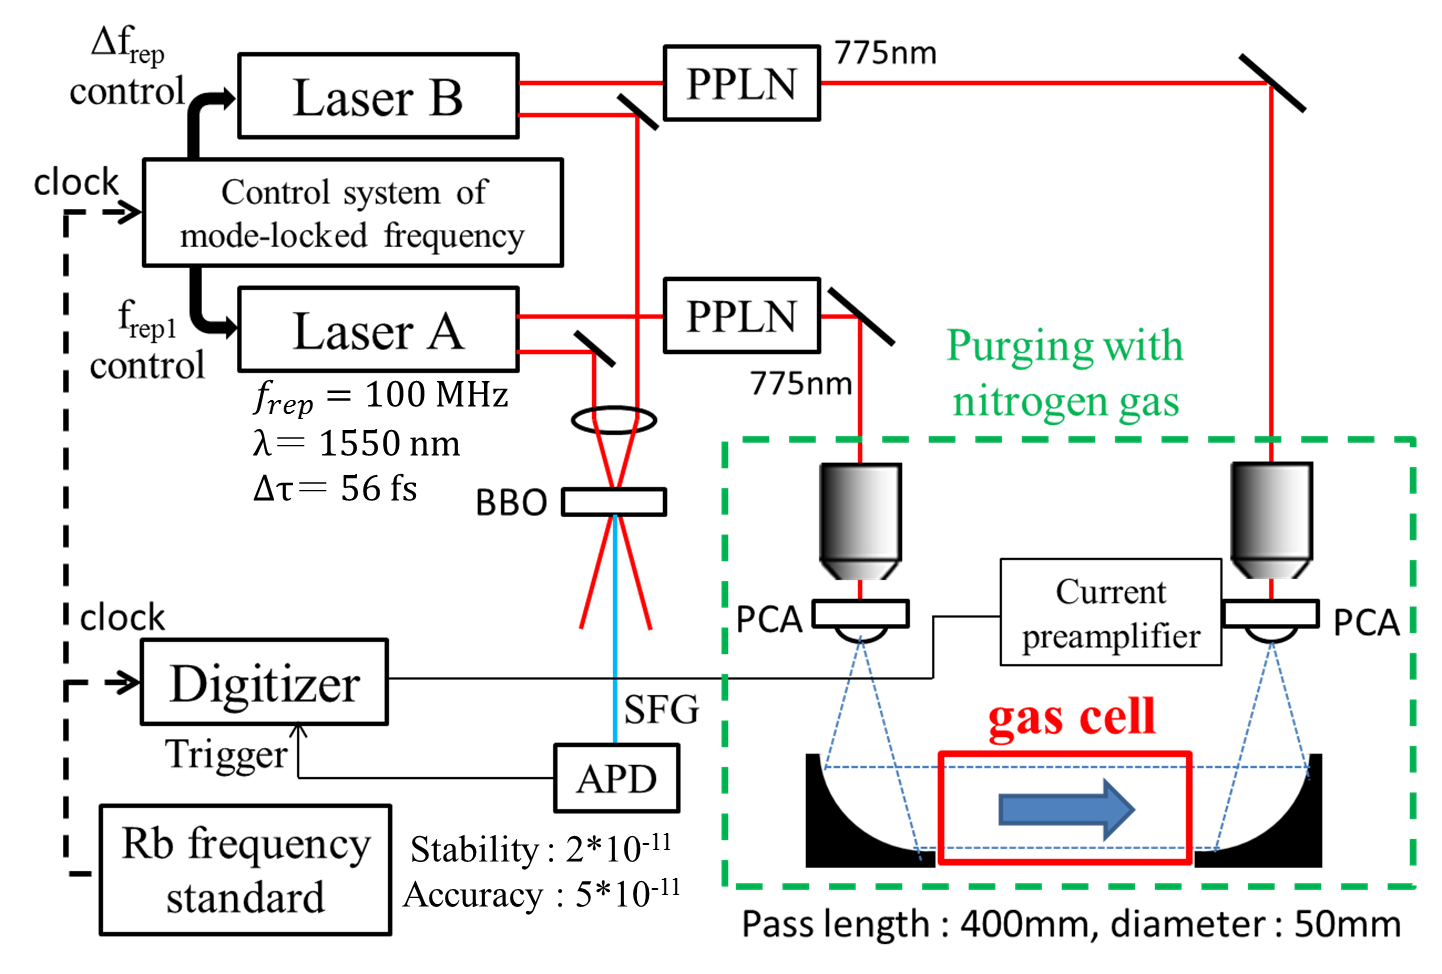 Δf_rep
control
Laser B
PPLN
775nm
clock
Control system of
mode-locked frequency
f_rep1
control
Laser A
PPLN
775nm
f_rep = 100 MHz
λ= 1550 nm
Δτ= 56 fs
Purging with
nitrogen gas
BBO
PCA
Current
preamplifier
PCA
clock
Digitizer
SFG
Trigger
APD
gas cell
Rb frequency
standard
Stability : 2*10^-11
Accuracy : 5*10^-11
Pass length : 400mm, diameter : 50mm